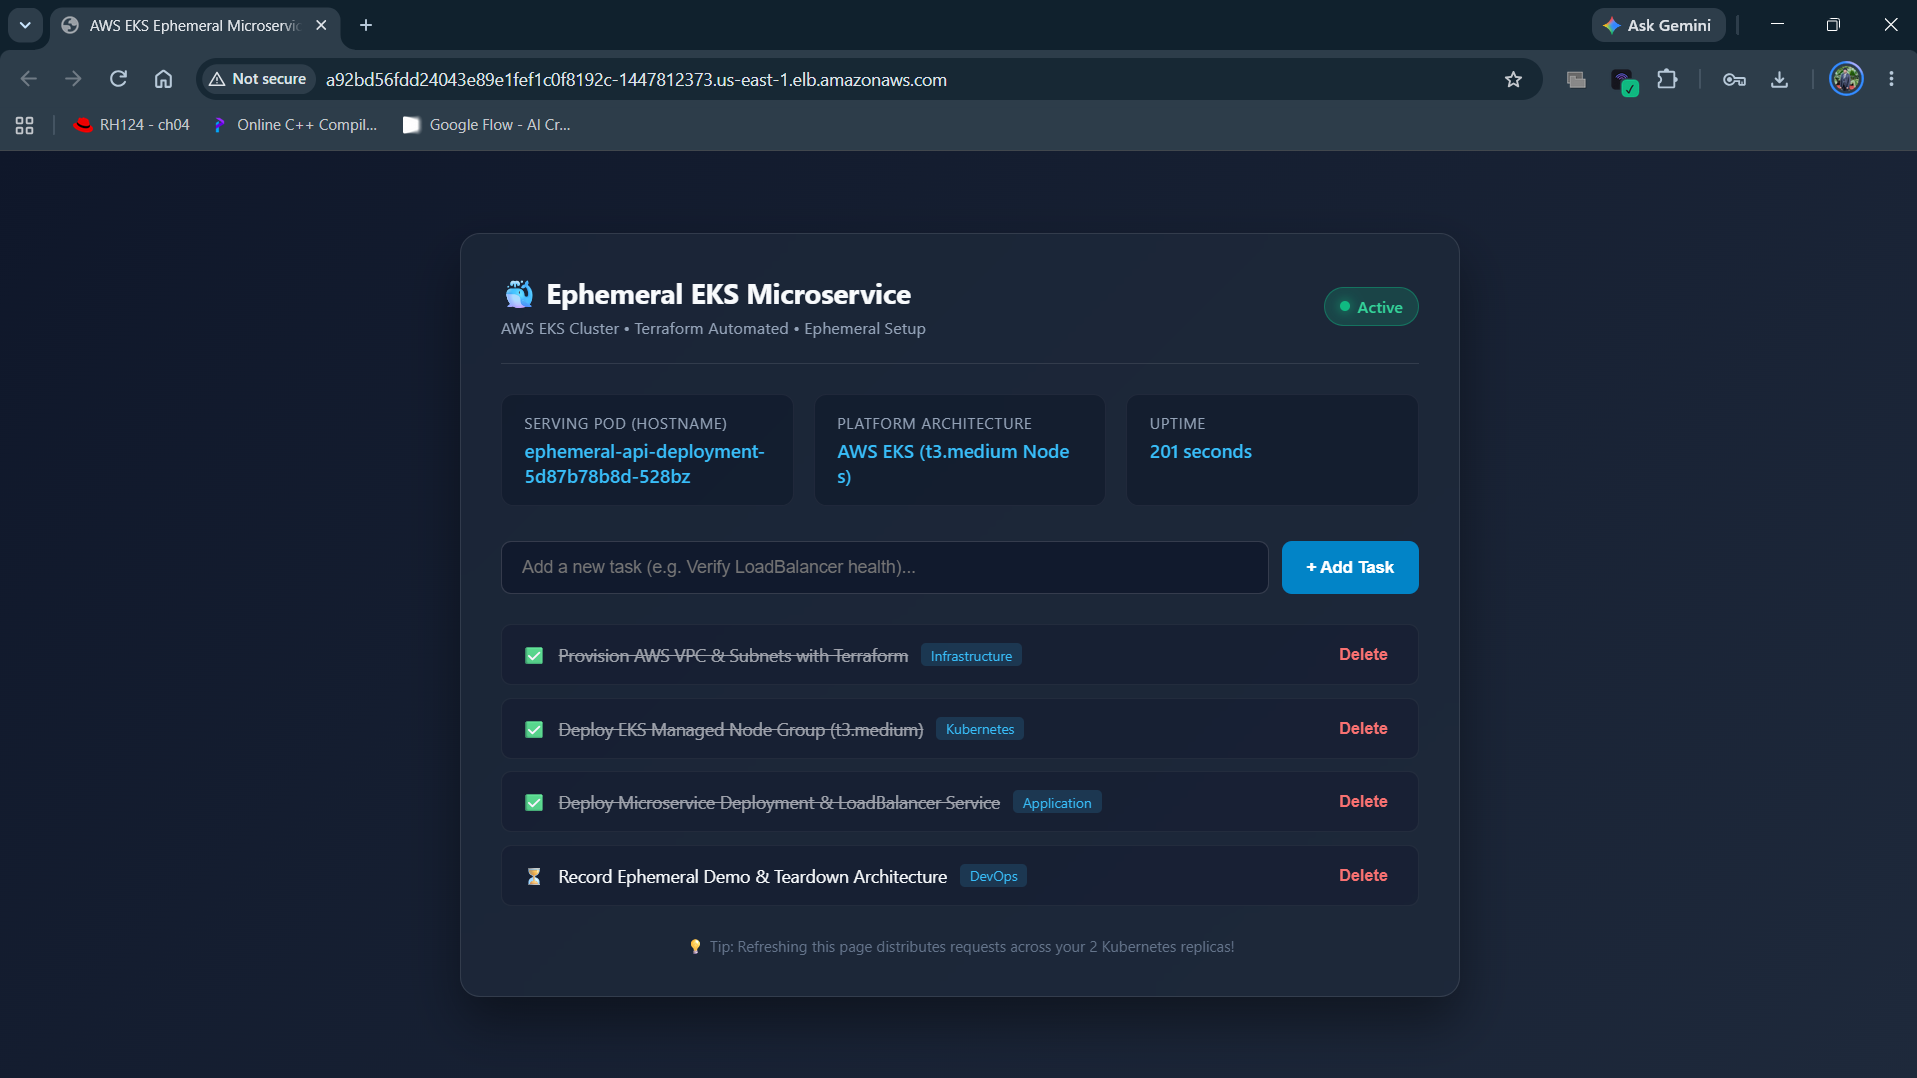 AWS EKS Ephemeral Microservic
Ask Gemini
Not secure
a92bd56fdd24043e89e1fef1c0f8192c-1447812373.us-east-1.elb.amazonaws.com
RH124 - ch04
Online C++ Compil...
Google Flow - AI Cr...
Ephemeral EKS Microservice
Active
AWS EKS Cluster • Terraform Automated • Ephemeral Setup
SERVING POD (HOSTNAME)
ephemeral-api-deployment-
5d87b78b8d-528bz
PLATFORM ARCHITECTURE
AWS EKS (t3.medium Node
s)
UPTIME
201 seconds
Add a new task (e.g. Verify LoadBalancer health)...
+ Add Task
Provision AWS VPC & Subnets with Terraform Infrastructure Delete
Deploy EKS Managed Node Group (t3.medium) Kubernetes Delete
Deploy Microservice Deployment & LoadBalancer Service Application Delete
Record Ephemeral Demo & Teardown Architecture DevOps Delete
Tip: Refreshing this page distributes requests across your 2 Kubernetes replicas!